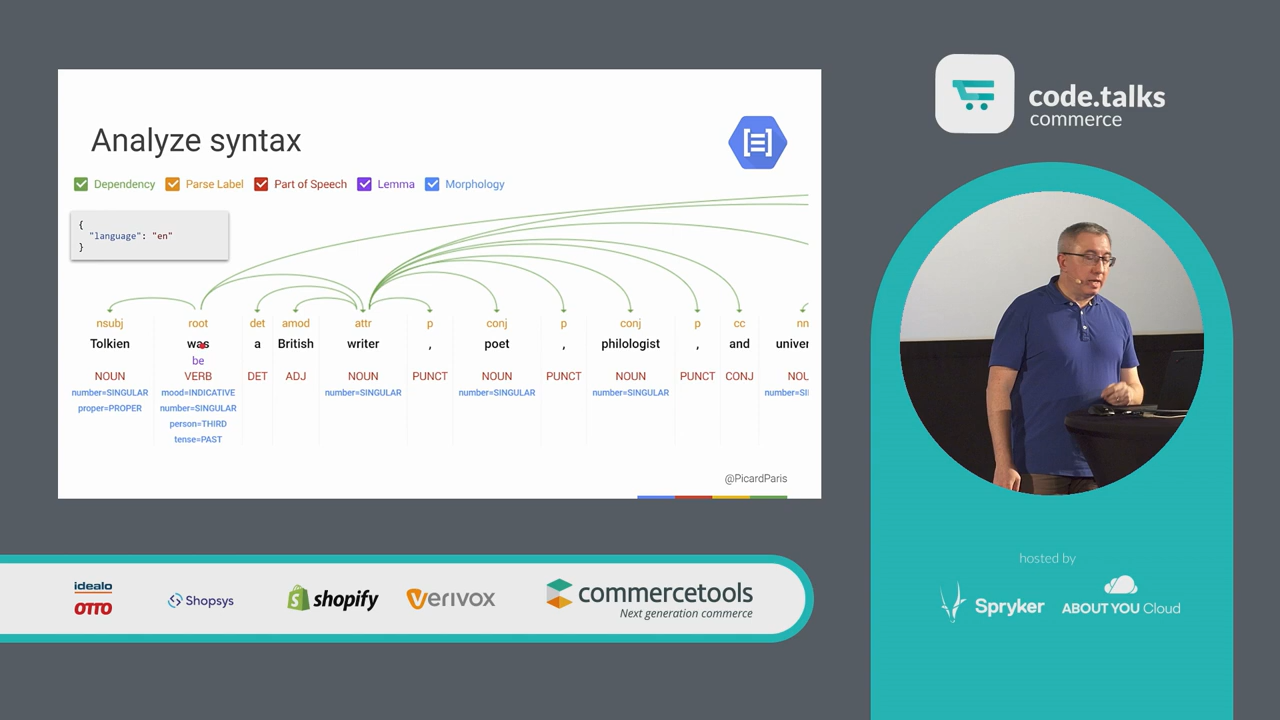 Analyze syntax
Dependency Parse Label Part of Speech Lemma Morphology
{
"language": "en"
}
nsubj root det amod attr p conj p conj p cc
Tolkien was a British writer , poet , philologist , and
be
NOUN VERB DET ADJ NOUN PUNCT NOUN PUNCT NOUN PUNCT CONJ
number=SINGULAR mood=INDICATIVE number=SINGULAR number=SINGULAR number=SINGULAR
proper=PROPER number=SINGULAR
person=THIRD
tense=PAST
@PicardParis
code.talks
commerce
hosted by
Spryker ABOUT YOU Cloud
idealo
OTTO
Shopsys
shopify
Verivox
commercetools
Next generation commerce